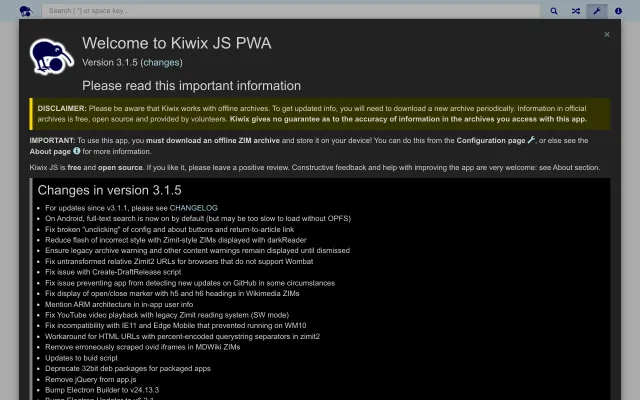 Search [ *] or space key...
×
Welcome to Kiwix JS PWA
Version 3.1.5 (changes)
Please read this important information
DISCLAIMER: Please be aware that Kiwix works with offline archives. To get updated info, you will need to download a new archive periodically. Information in official
archives is free, open source and provided by volunteers. Kiwix gives no guarantee as to the accuracy of information in the archives you access with this app.
IMPORTANT: To use this app, you must download an offline ZIM archive and store it on your device! You can do this from the Configuration page , or else see the
About page for more information.
Kiwix JS is free and open source. If you like it, please leave a positive review. Constructive feedback and help with improving the app are very welcome: see About section.
Changes in version 3.1.5
• For updates since v3.1.1, please see CHANGELOG
• On Android, full-text search is now on by default (but may be too slow to load without OPFS)
• Fix broken "unclicking" of config and about buttons and return-to-article link
• Reduce flash of incorrect style with Zimit-style ZIMs displayed with darkReader
• Ensure legacy archive warning and other content warnings remain displayed until dismissed
• Fix untransformed relative Zimit2 URLs for browsers that do not support Wombat
• Fix issue with Create-DraftRelease script
• Fix issue preventing app from detecting new updates on GitHub in some circumstances
• Fix display of open/close marker with h5 and h6 headings in Wikimedia ZIMs
• Mention ARM architecture in in-app user info
• Fix YouTube video playback with legacy Zimit reading system (SW mode)
• Fix incompatibility with IE11 and Edge Mobile that prevented running on WM10
• Workaround for HTML URLs with percent-encoded querystring separators in zimit2
• Remove erroneously scraped ovid iframes in MDWiki ZIMs
• Updates to buid script
• Deprecate 32bit deb packages for packaged apps
• Remove jQuery from app.js
• Bump Electron Builder to v24.13.3